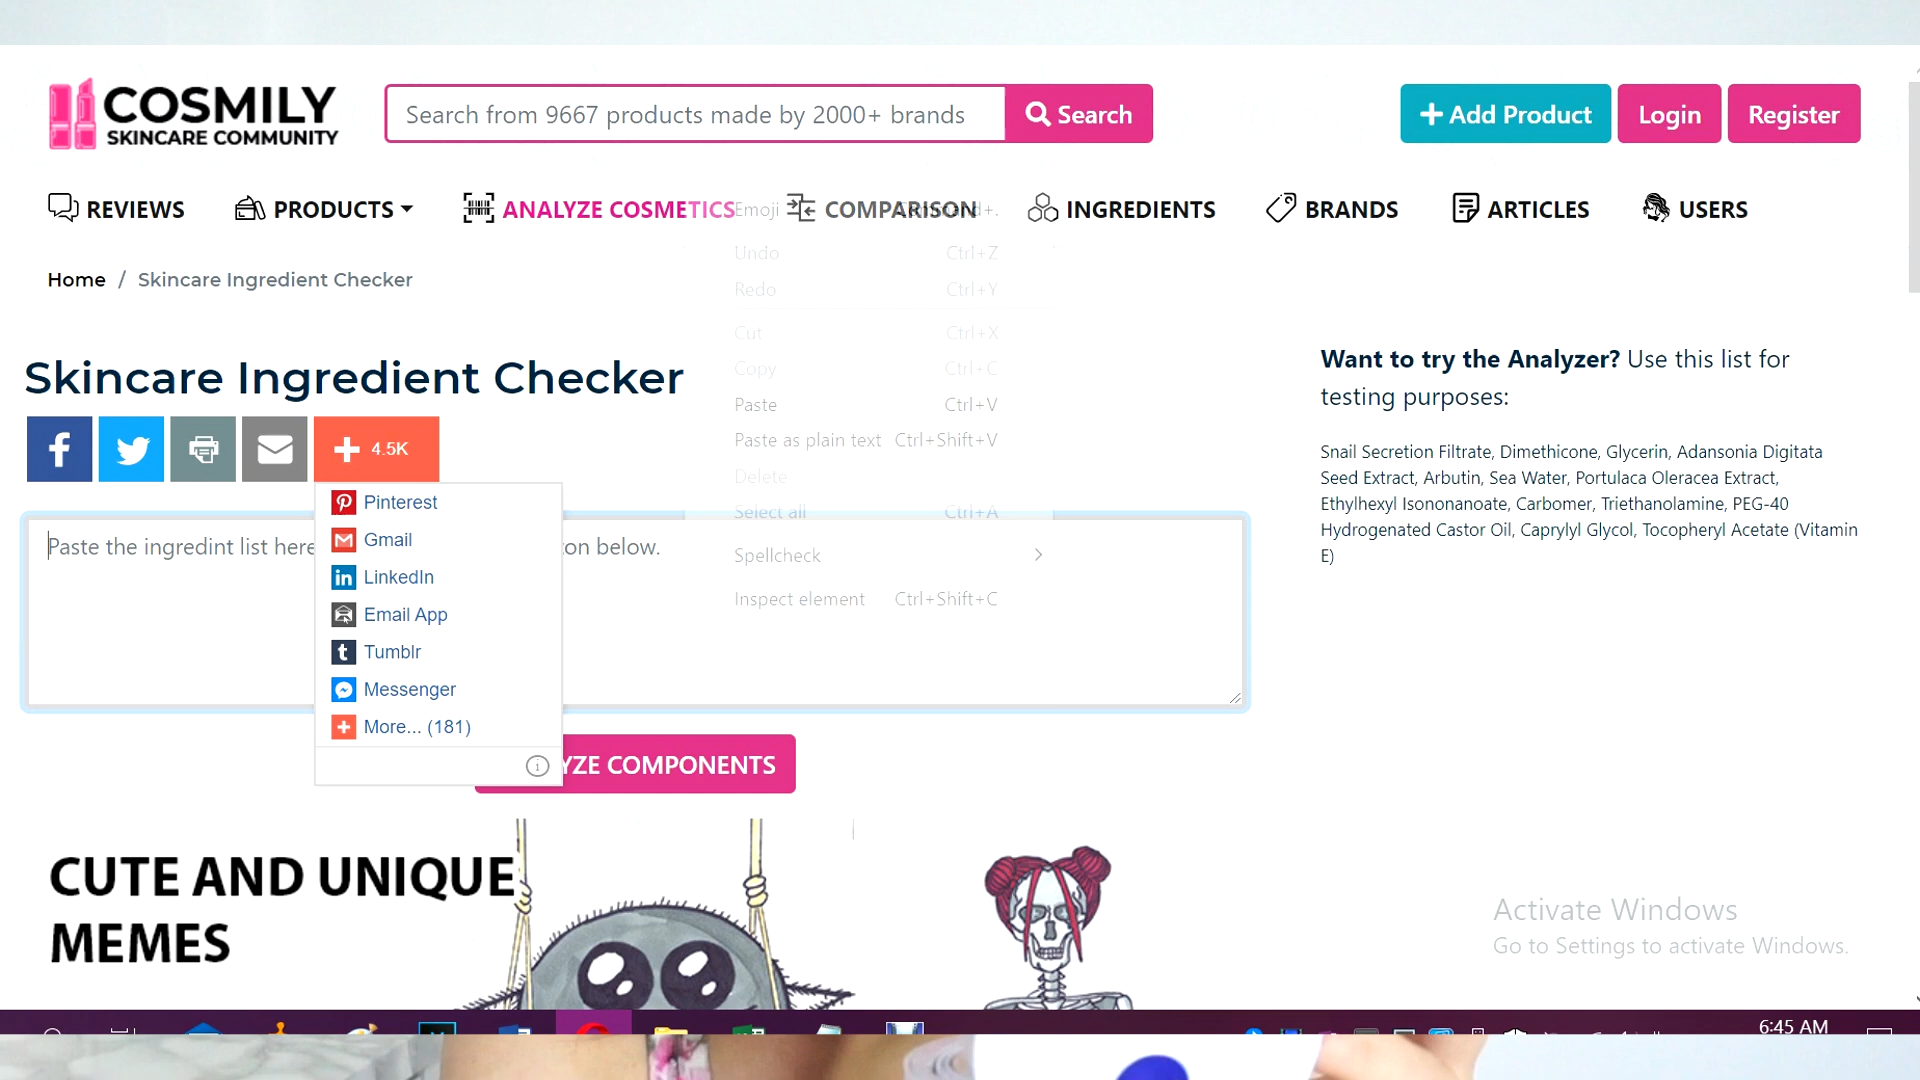 COSMILY
SKINCARE COMMUNITY
Search from 9667 products made by 2000+ brands
Search
Add Product
Login
Register
REVIEWS
PRODUCTS
ANALYZE COSMETICS
COMPARISON
INGREDIENTS
BRANDS
ARTICLES
USERS
Emoji
Undo Ctrl+Z
Redo Ctrl+Y
Cut Ctrl+X
Copy Ctrl+C
Paste Ctrl+V
Paste as plain text Ctrl+Shift+V
Delete
Select all Ctrl+A
Spellcheck
Inspect element Ctrl+Shift+C
Home / Skincare Ingredient Checker
Skincare Ingredient Checker
4.5K
Pinterest
Gmail
LinkedIn
Email App
Tumblr
Messenger
More... (181)
Paste the ingredint list here
below.
COMPONENTS
Want to try the Analyzer? Use this list for
testing purposes:
Snail Secretion Filtrate, Dimethicone, Glycerin, Adansonia Digitata
Seed Extract, Arbutin, Sea Water, Portulaca Oleracea Extract,
Ethylhexyl Isononanoate, Carbomer, Triethanolamine, PEG-40
Hydrogenated Castor Oil, Caprylyl Glycol, Tocopheryl Acetate (Vitamin
E)
CUTE AND UNIQUE
MEMES
Activate Windows
Go to Settings to activate Windows.
6:45 AM